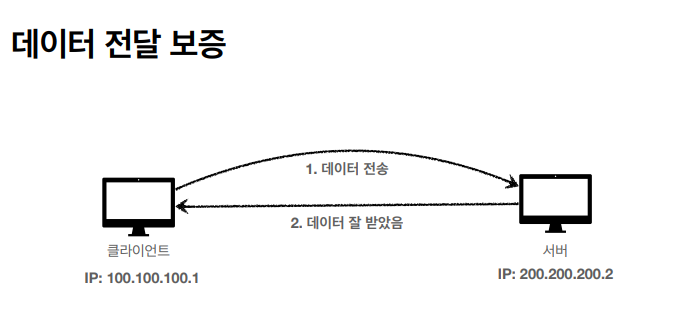 데이터 전달 보증
1. 데이터 전송
2. 데이터 잘 받았음
클라이언트
서버
IP: 100.100.100.1
IP: 200.200.200.2